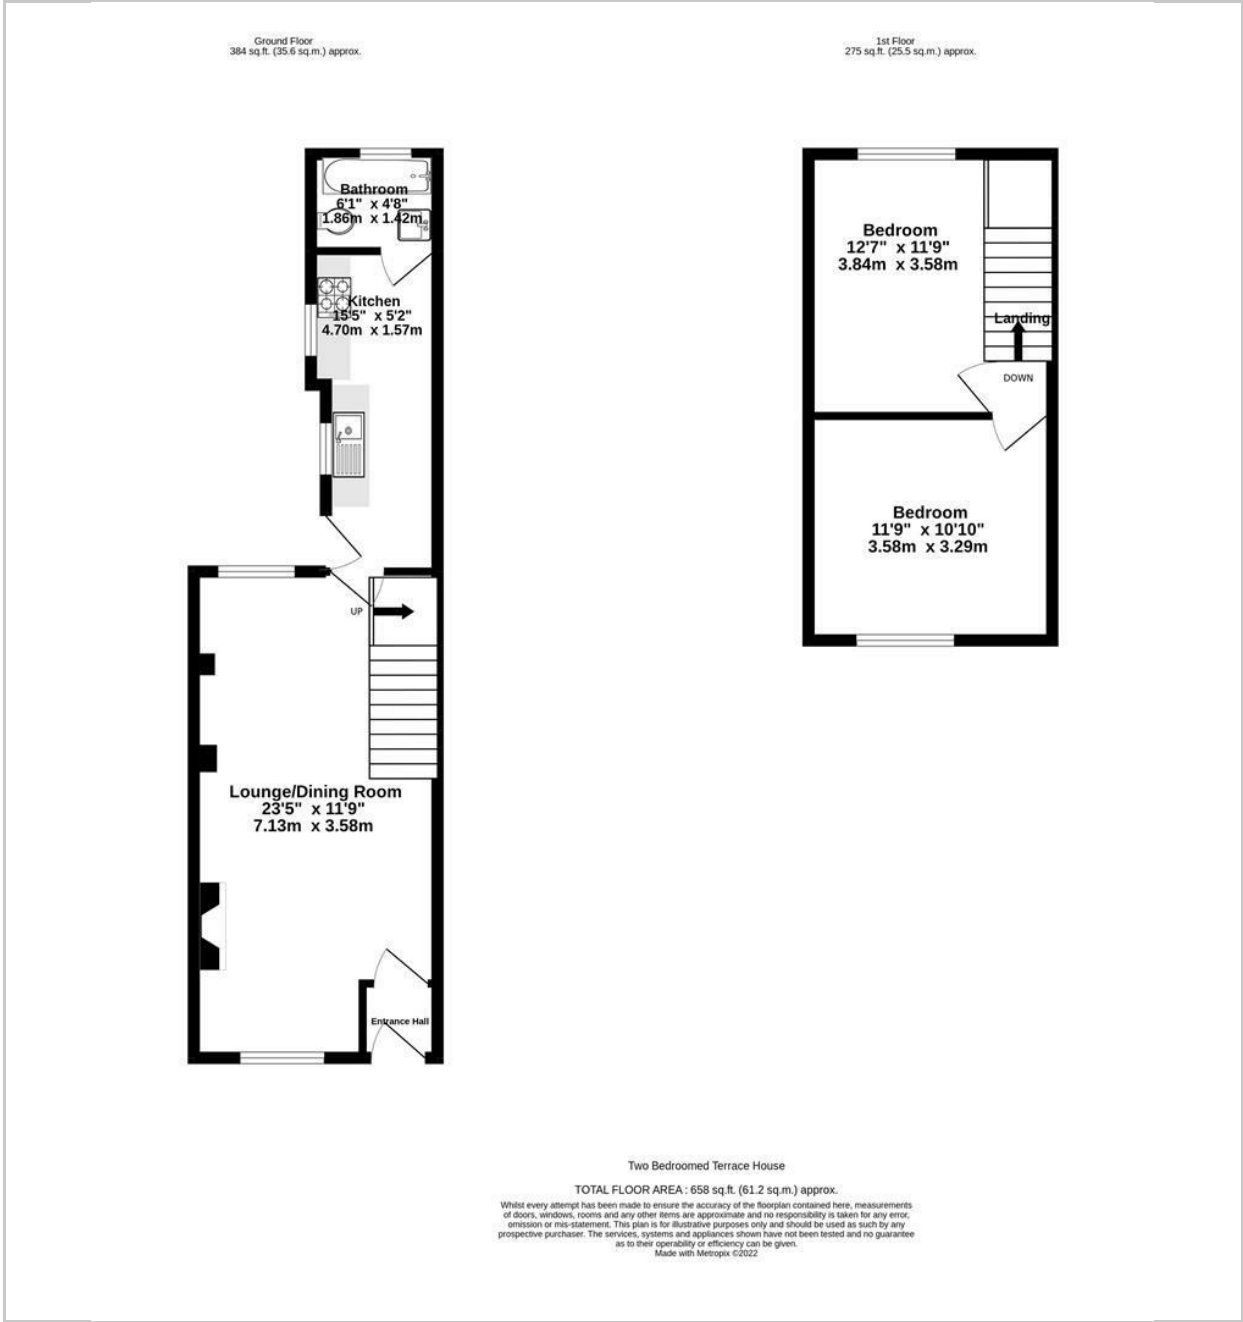 Ground Floor
384 sq.ft. (35.6 sq.m.) approx.
1st Floor
275 sq.ft. (25.5 sq.m.) approx.
Bathroom
6'1" x 4'8"
1.86m x 1.42m
Kitchen
15'5" x 5'2"
4.70m x 1.57m
UP
Lounge/Dining Room
23'5" x 11'9"
7.13m x 3.58m
Entrance Hall
Bedroom
12'7" x 11'9"
3.84m x 3.58m
Landing
DOWN
Bedroom
11'9" x 10'10"
3.58m x 3.29m
Two Bedroomed Terrace House
TOTAL FLOOR AREA : 658 sq.ft. (61.2 sq.m.) approx.
Whilst every attempt has been made to ensure the accuracy of the floorplan contained here, measurements
of doors, windows, rooms and any other items are approximate and no responsibility is taken for any error,
omission or mis-statement. This plan is for illustrative purposes only and should be used as such by any
prospective purchaser. The services, systems and appliances shown have not been tested and no guarantee
as to their operability or efficiency can be given.
Made with Metropix ©2022